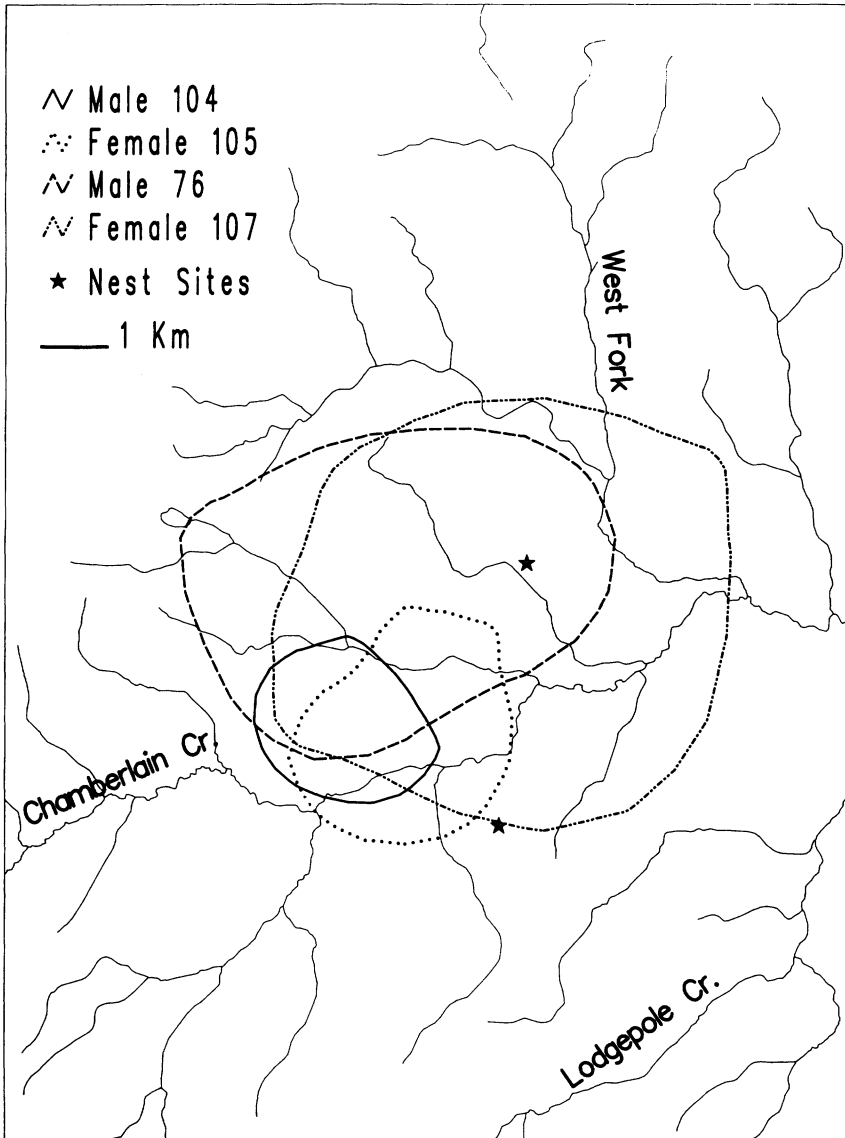 Male 104
Female 105
Male 76
Female 107
★ Nest Sites
1 Km
West Fork
Chamberlain Cr.
Lodgepole Cr.